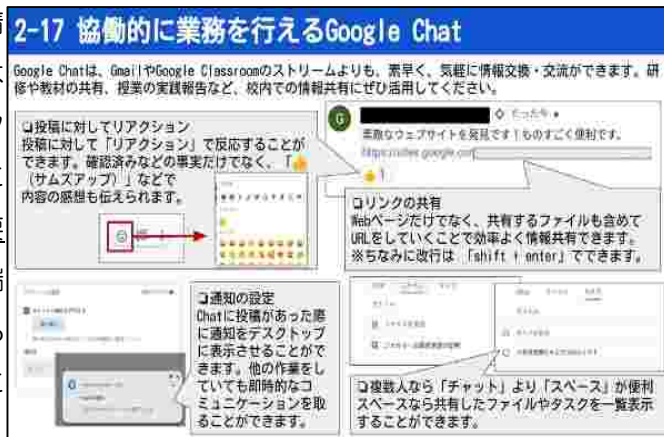 2-17 協働的に業務を行えるGoogle Chat
Google Chatは、GmailやGoogle Classroomのストリームよりも、素早く、気軽に情報交換・交流ができます。研
修や教材の共有、授業の実践報告など、校内での情報共有にぜひ活用してください。
❏投稿に対してリアクション
投稿に対して「リアクション」で反応することが
できます。確認済みなどの事実だけでなく、「👍
(サムズアップ)」などで
内容の感想も伝えられます。
G
たった今
素敵なウェブサイトを発見です！ものすごく便利です。
https://sites.google.com
👍 1
❏リンクの共有
Webページだけでなく、共有するファイルも含めて
URLをしていくことで効率よく情報共有できます。
※ちなみに改行は 「shift + enter」でできます。
❏通知の設定
Chatに投稿があった際
に通知をデスクトップ
に表示させることがで
きます。他の作業をし
ていても即時的なコ
ミュニケーションを取
ることができます。
❏複数人なら「チャット」より「スペース」が便利
スペースなら共有したファイルやタスクを一覧表示
することができます。